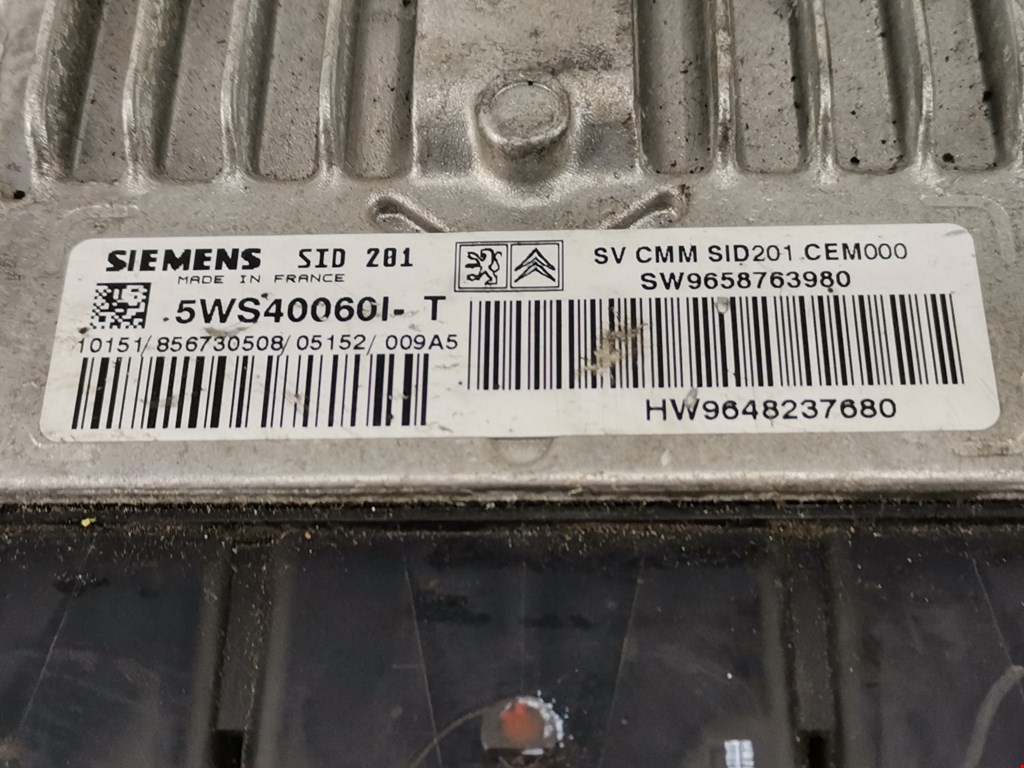 SIEMENS SID 201
MADE IN FRANCE
5WS40060I- T
10151/856730508/05152/009A5
SV CMM SID201 CEM000
SW9658763980
HW9648237680